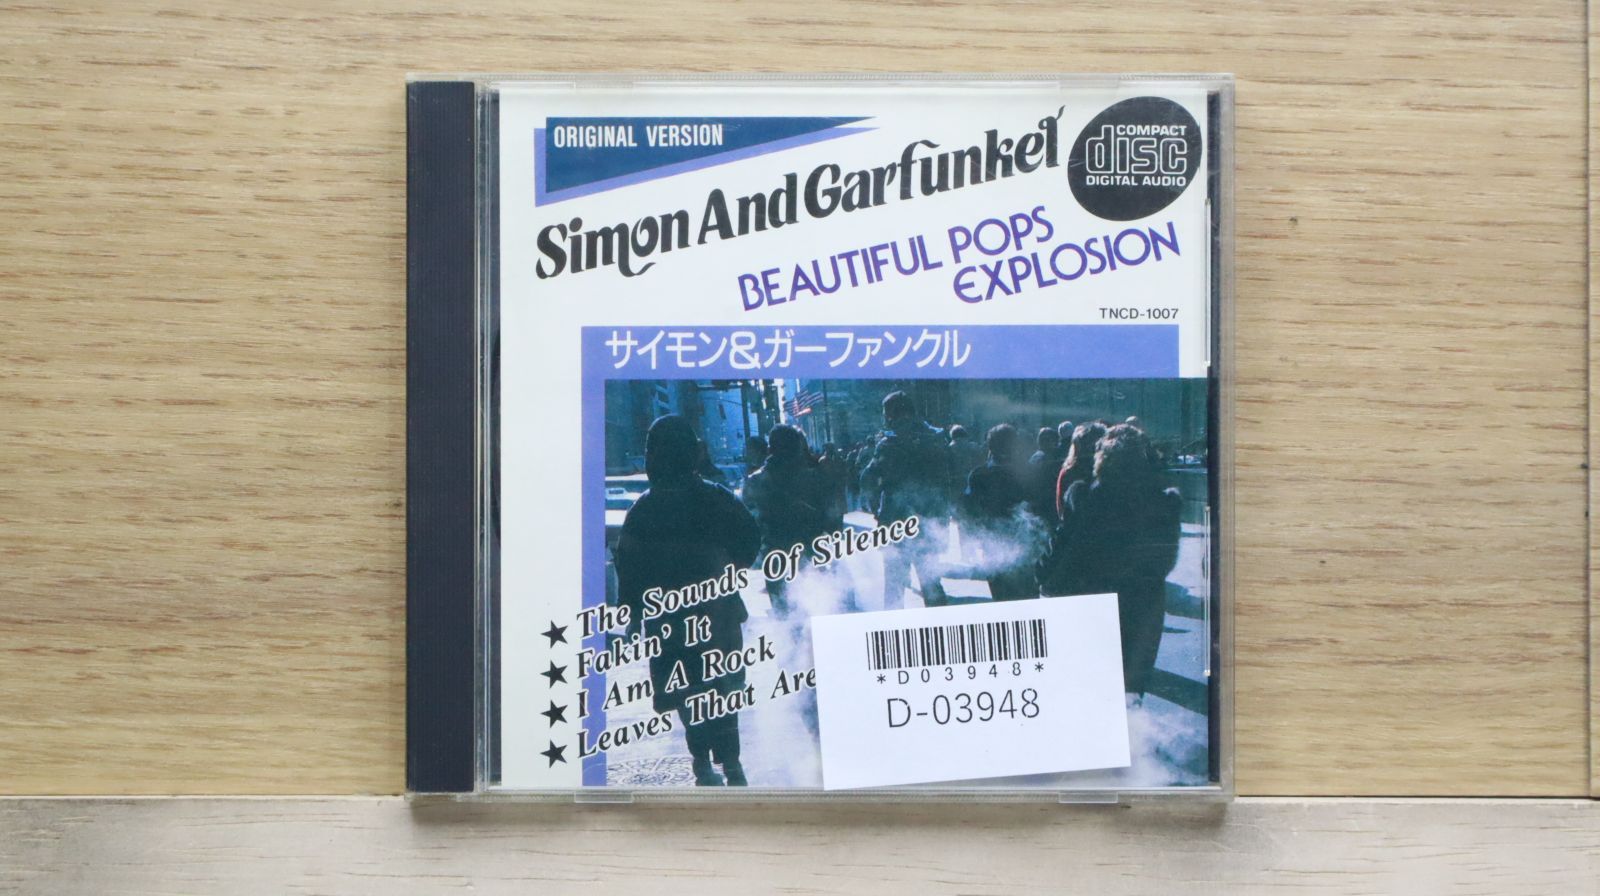 ORIGINAL VERSION
Simon And Garfunkel
COMPACT
disc
DIGITAL AUDIO
BEAUTIFUL POPS
EXPLOSION
TNCD-1007
サイモン&ガーファンクル
★ The Sounds Of Silence
★ Fakin' It
★ I Am A Rock
★ Leaves That Are
*D03948*
D-03948